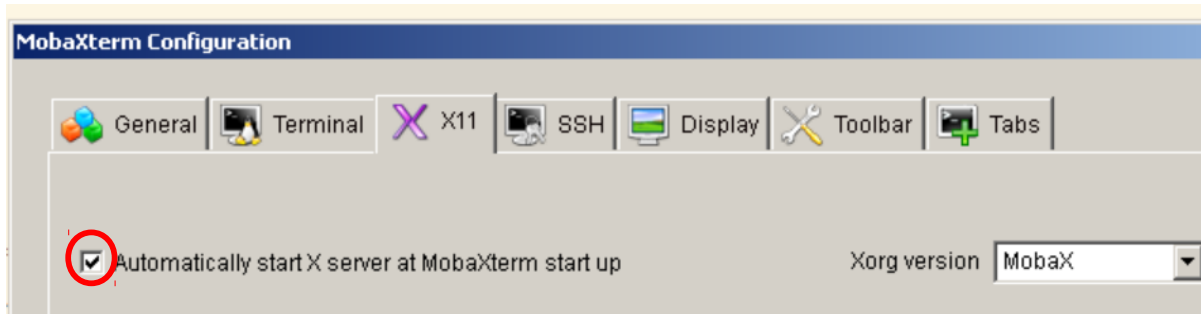 MobaXterm Configuration
General Terminal X11 SSH Display Toolbar Tabs
Automatically start X server at MobaXterm start up Xorg version MobaX